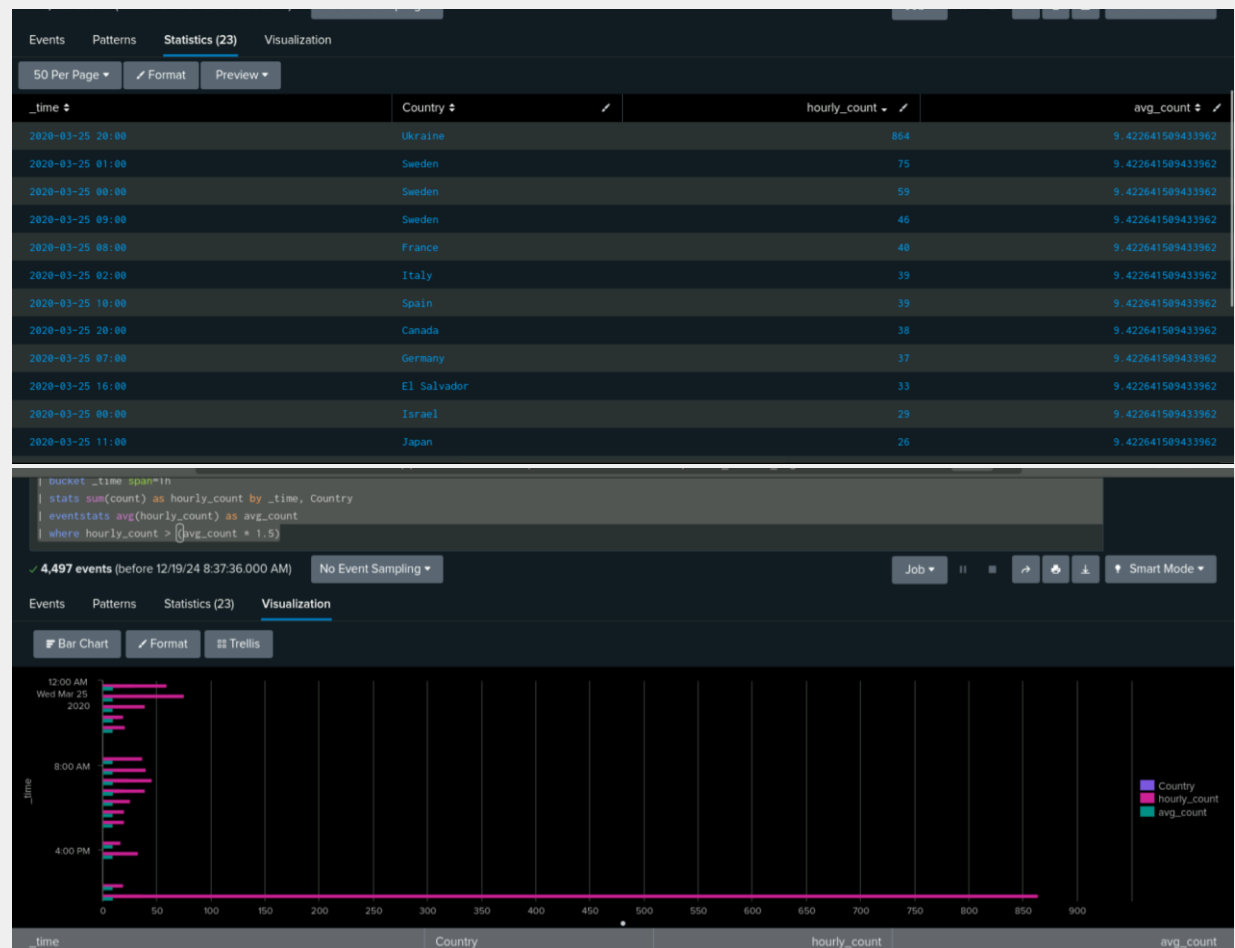 Events Patterns Statistics (23) Visualization
50 Per Page Format Preview
_time Country hourly_count avg_count
2020-03-25 20:00 Ukraine 864 9.422641509433962
2020-03-25 01:00 Sweden 75 9.422641509433962
2020-03-25 00:00 Sweden 59 9.422641509433962
2020-03-25 09:00 Sweden 46 9.422641509433962
2020-03-25 08:00 France 40 9.422641509433962
2020-03-25 02:00 Italy 39 9.422641509433962
2020-03-25 10:00 Spain 39 9.422641509433962
2020-03-25 20:00 Canada 38 9.422641509433962
2020-03-25 07:00 Germany 37 9.422641509433962
2020-03-25 16:00 El Salvador 33 9.422641509433962
2020-03-25 00:00 Israel 29 9.422641509433962
2020-03-25 11:00 Japan 26 9.422641509433962
| bucket _time span=1h
| stats sum(count) as hourly_count by _time, Country
| eventstats avg(hourly_count) as avg_count
| where hourly_count > (avg_count * 1.5)
4,497 events (before 12/19/24 8:37:36.000 AM) No Event Sampling Job Smart Mode
Events Patterns Statistics (23) Visualization
Bar Chart Format Trellis
12:00 AM
Wed Mar 25
2020
8:00 AM
_time
Country
hourly_count
avg_count
4:00 PM
0 50 100 150 200 250 300 350 400 450 500 550 600 650 700 750 800 850 900
_time Country hourly_count avg_count